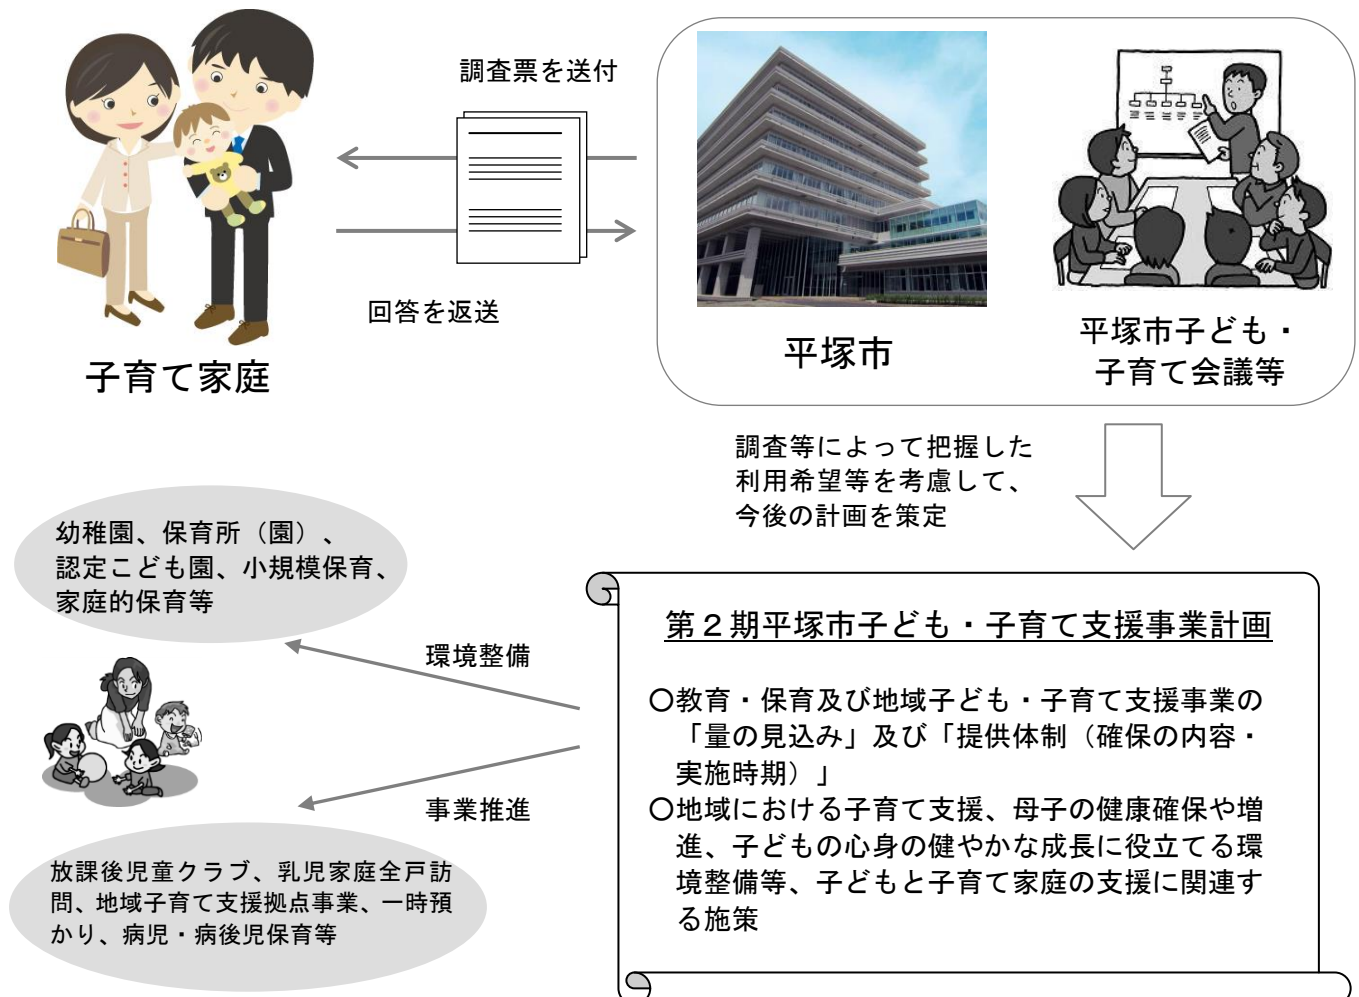 調査票を送付
回答を返送
子育て家庭
平塚市
平塚市子ども・
子育て会議等
調査等によって把握した
利用希望等を考慮して、
今後の計画を策定
幼稚園、保育所（園）、
認定こども園、小規模保育、
家庭的保育等
環境整備
事業推進
放課後児童クラブ、乳児家庭全戸訪
問、地域子育て支援拠点事業、一時預
かり、病児・病後児保育等
第２期平塚市子ども・子育て支援事業計画
○教育・保育及び地域子ども・子育て支援事業の
「量の見込み」及び「提供体制（確保の内容・
実施時期）」
○地域における子育て支援、母子の健康確保や増
進、子どもの心身の健やかな成長に役立てる環
境整備等、子どもと子育て家庭の支援に関連す
る施策